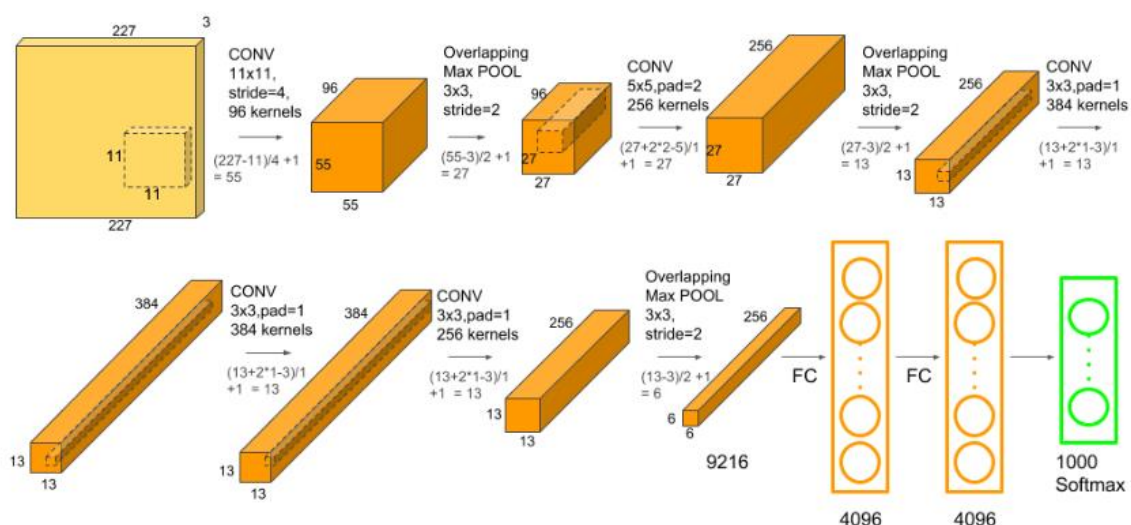 227
3
CONV
11x11,
stride=4,
96 kernels
(227-11)/4 +1
= 55
11
11
227
96
55
55
Overlapping
Max POOL
3x3,
stride=2
(55-3)/2 +1
= 27
96
27
27
CONV
5x5,pad=2
256 kernels
(27+2*2-5)/1
+1 = 27
256
27
27
Overlapping
Max POOL
3x3,
stride=2
(27-3)/2 +1
= 13
256
13
13
CONV
3x3,pad=1
384 kernels
(13+2*1-3)/1
+1 = 13
384
13
13
CONV
3x3,pad=1
384 kernels
(13+2*1-3)/1
+1 = 13
384
13
13
CONV
3x3,pad=1
256 kernels
(13+2*1-3)/1
+1 = 13
256
13
13
Overlapping
Max POOL
3x3,
stride=2
(13-3)/2 +1
= 6
256
6
6
9216
FC
4096
FC
4096
1000
Softmax